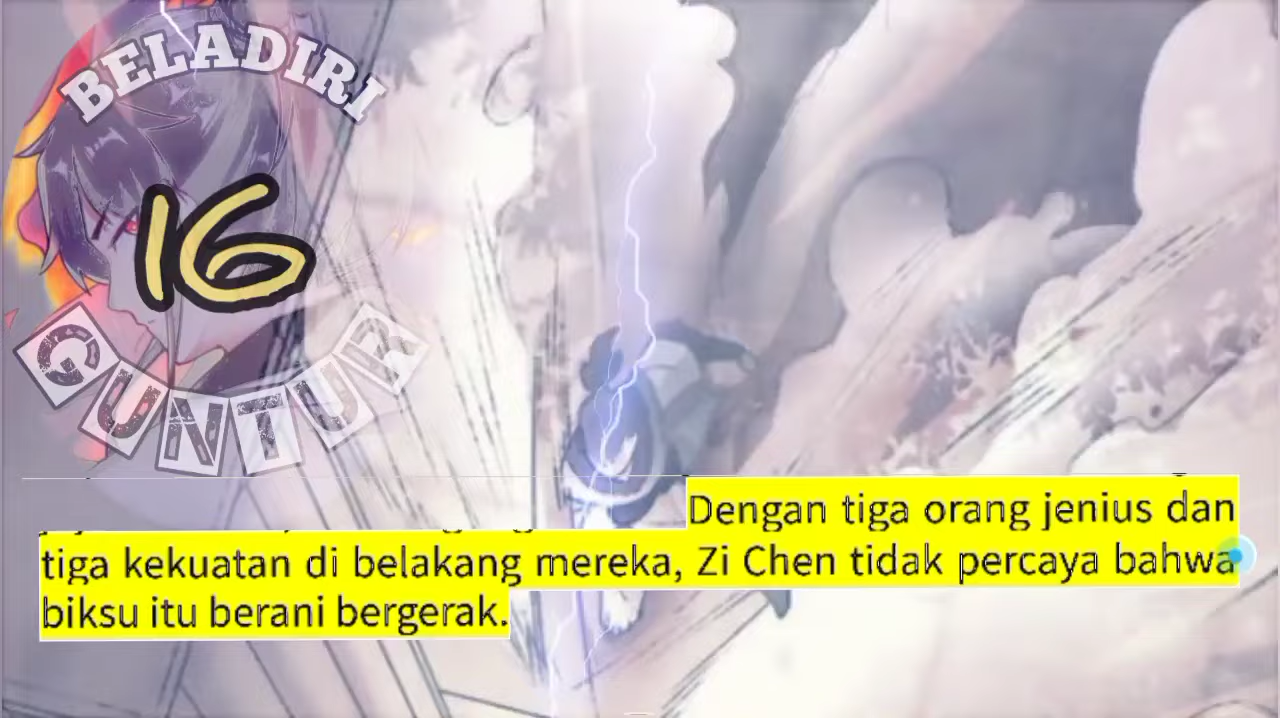 BELADIRI
16
GUNTUR
Dengan tiga orang jenius dan
tiga kekuatan di belakang mereka, Zi Chen tidak percaya bahwa
biksu itu berani bergerak.